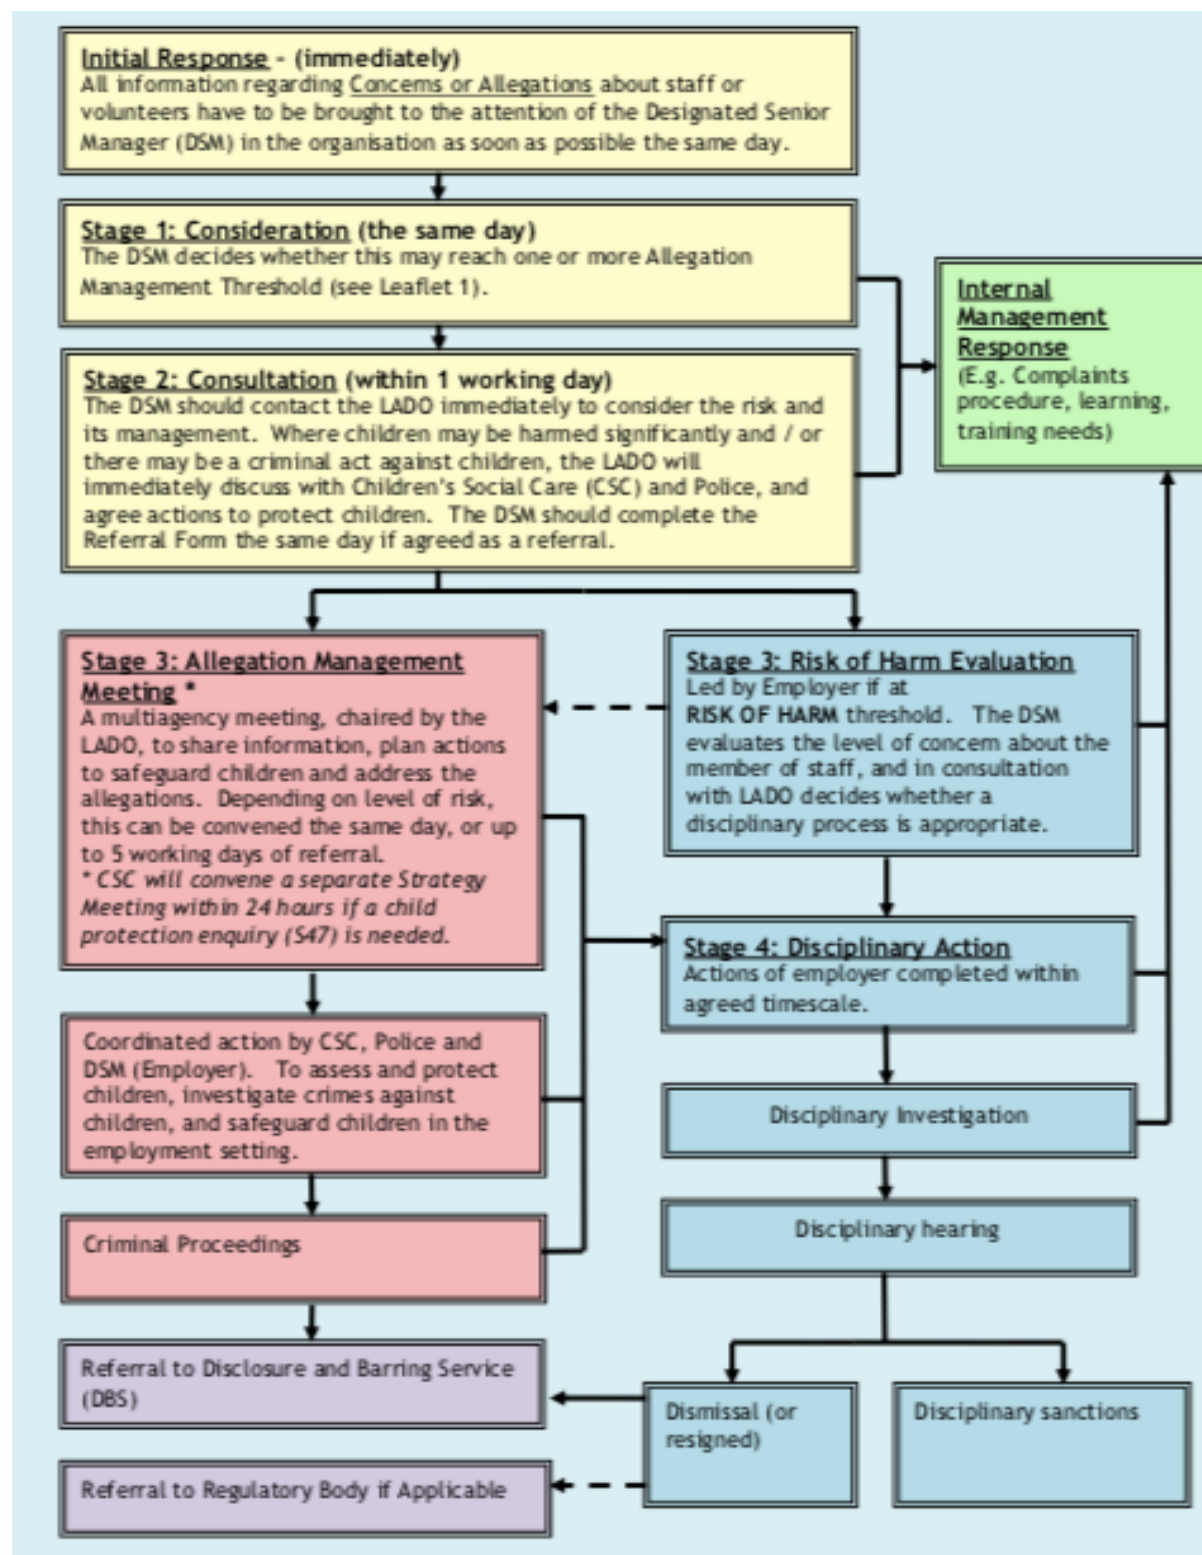 Initial Response - (immediately)
All information regarding Concerns or Allegations about staff or
volunteers have to be brought to the attention of the Designated Senior
Manager (DSM) in the organisation as soon as possible the same day.
Stage 1: Consideration (the same day)
The DSM decides whether this may reach one or more Allegation
Management Threshold (see Leaflet 1).
Internal
Management
Response
(E.g. Complaints
procedure, learning,
training needs)
Stage 2: Consultation (within 1 working day)
The DSM should contact the LADO immediately to consider the risk and
its management. Where children may be harmed significantly and / or
there may be a criminal act against children, the LADO will
immediately discuss with Children's Social Care (CSC) and Police, and
agree actions to protect children. The DSM should complete the
Referral Form the same day if agreed as a referral.
Stage 3: Allegation Management
Meeting *
A multiagency meeting, chaired by the
LADO, to share information, plan actions
to safeguard children and address the
allegations. Depending on level of risk,
this can be convened the same day, or up
to 5 working days of referral.
* CSC will convene a separate Strategy
Meeting within 24 hours if a child
protection enquiry (S47) is needed.
Stage 3: Risk of Harm Evaluation
Led by Employer if at
RISK OF HARM threshold. The DSM
evaluates the level of concern about the
member of staff, and in consultation
with LADO decides whether a
disciplinary process is appropriate.
Stage 4: Disciplinary Action
Actions of employer completed within
agreed timescale.
Coordinated action by CSC, Police and
DSM (Employer). To assess and protect
children, investigate crimes against
children, and safeguard children in the
employment setting.
Disciplinary Investigation
Criminal Proceedings
Disciplinary hearing
Referral to Disclosure and Barring Service
(DBS)
Dismissal (or
resigned)
Disciplinary sanctions
Referral to Regulatory Body if Applicable